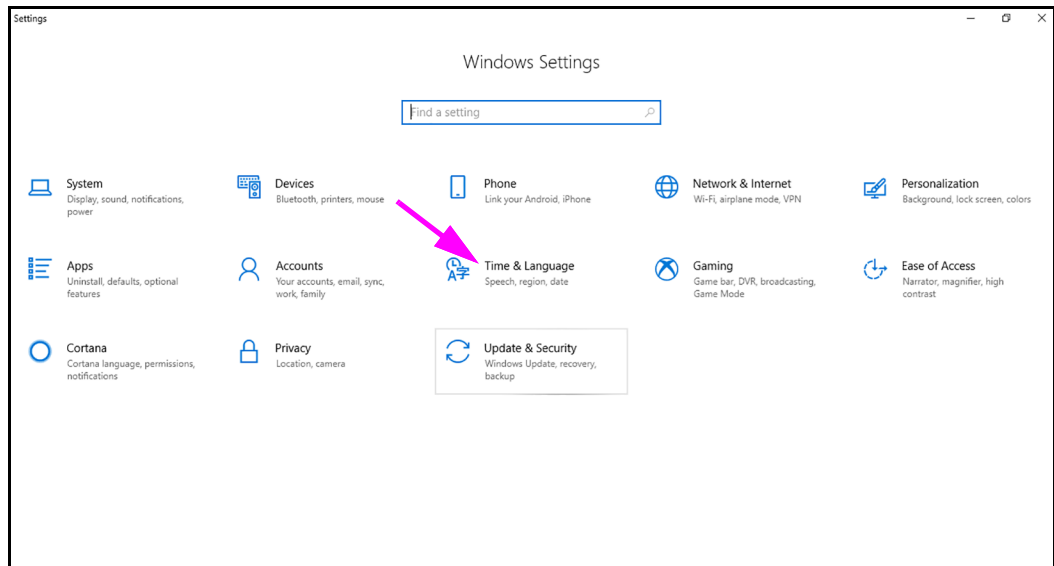 Settings
Windows Settings
Find a setting
System
Display, sound, notifications,
power
Devices
Bluetooth, printers, mouse
Phone
Link your Android, iPhone
Network & Internet
Wi-Fi, airplane mode, VPN
Personalization
Background, lock screen, colors
Apps
Uninstall, defaults, optional
features
Accounts
Your accounts, email, sync,
work, family
Time & Language
Speech, region, date
Gaming
Game bar, DVR, broadcasting,
Game Mode
Ease of Access
Narrator, magnifier, high
contrast
Cortana
Cortana language, permissions,
notifications
Privacy
Location, camera
Update & Security
Windows Update, recovery,
backup